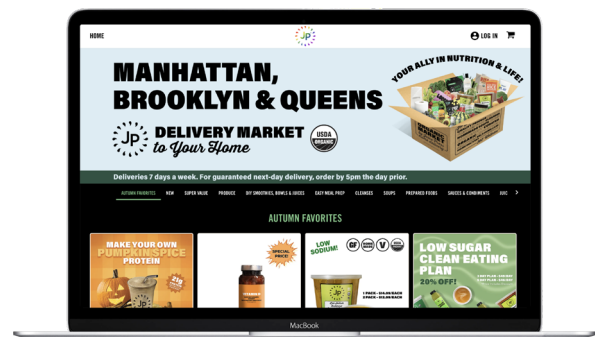 HOME
JP
LOG IN
MANHATTAN,
BROOKLYN & QUEENS
YOUR ALLY IN NUTRITION & LIFE!
JP
DELIVERY MARKET
to Your Home
USDA
ORGANIC
Deliveries 7 days a week. For guaranteed next-day delivery, order by 5pm the day prior.
AUTUMN FAVORITES NEW SUPER VALUE PRODUCE DIY SMOOTHIES, BOWLS & JUICES EASY MEAL PREP CLEANSES SOUPS PREPARED FOODS SAUCES & CONDIMENTS JUIC
AUTUMN FAVORITES
MAKE YOUR OWN
PUMPKIN SPICE
PROTEIN
SPECIAL
PRICE!
LOW
SODIUM!
GF
V
JP
LOW SUGAR
CLEAN EATING
PLAN
20% OFF!
MacBook